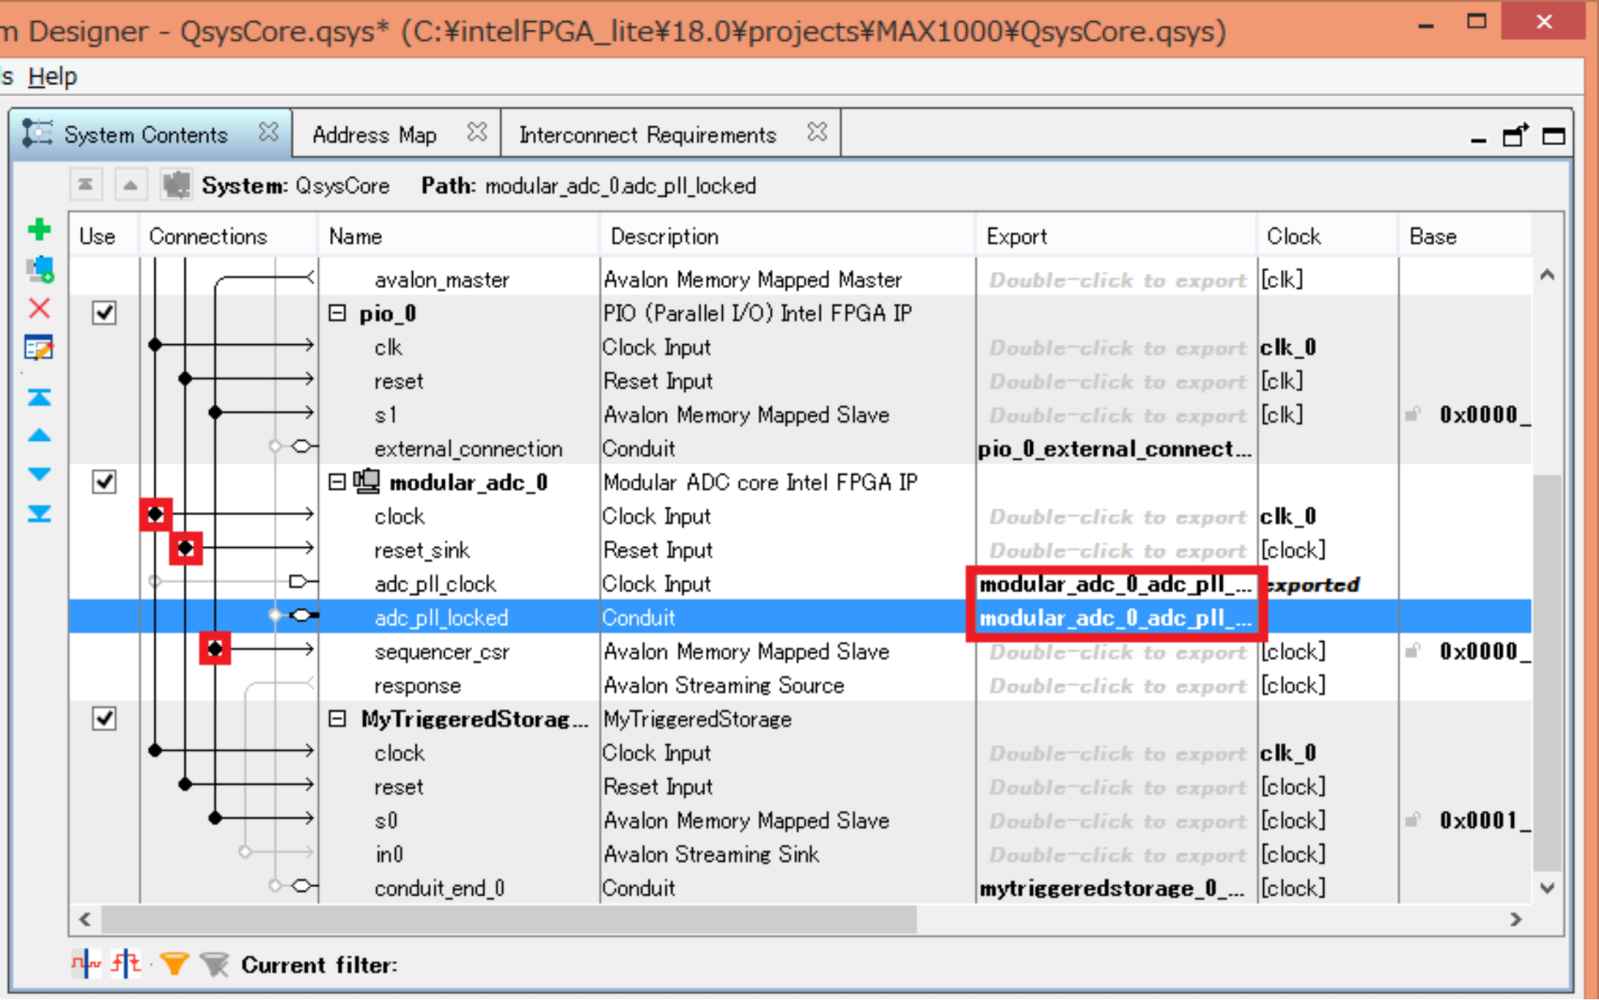 m Designer - QsysCore.qsys* (C:¥intelFPGA_lite¥18.0¥projects¥MAX1000¥QsysCore.qsys)
s Help
System Contents Address Map Interconnect Requirements
System: QsysCore Path: modular_adc_0.adc_pll_locked
Use Connections Name Description Export Clock Base
avalon_master Avalon Memory Mapped Master Double-click to export [clk]
pio_0 PIO (Parallel I/O) Intel FPGA IP
clk Clock Input Double-click to export clk_0
reset Reset Input Double-click to export [clk]
s1 Avalon Memory Mapped Slave Double-click to export [clk] 0x0000_
external_connection Conduit pio_0_external_connect...
modular_adc_0 Modular ADC core Intel FPGA IP
clock Clock Input Double-click to export clk_0
reset_sink Reset Input Double-click to export [clock]
adc_pll_clock Clock Input modular_adc_0_adc_pll_... exported
adc_pll_locked Conduit modular_adc_0_adc_pll_...
sequencer_csr Avalon Memory Mapped Slave Double-click to export [clock] 0x0000_
response Avalon Streaming Source Double-click to export [clock]
MyTriggeredStorag... MyTriggeredStorage
clock Clock Input Double-click to export clk_0
reset Reset Input Double-click to export [clock]
s0 Avalon Memory Mapped Slave Double-click to export [clock] 0x0001_
in0 Avalon Streaming Sink Double-click to export [clock]
conduit_end_0 Conduit mytriggeredstorage_0_... [clock]
Current filter: